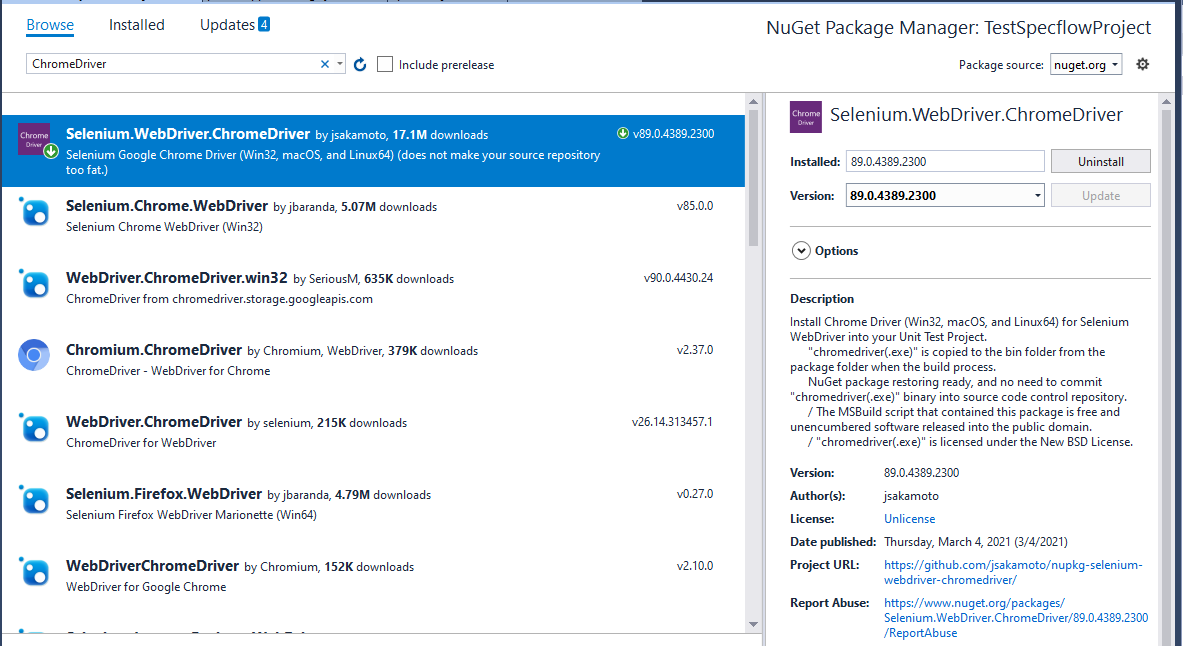 Browse Installed Updates 4
NuGet Package Manager: TestSpecflowProject
ChromeDriver
Include prerelease
Package source: nuget.org
Chrome
Driver
Selenium.WebDriver.ChromeDriver by jsakamoto, 17.1M downloads
v89.0.4389.2300
Selenium Google Chrome Driver (Win32, macOS, and Linux64) (does not make your source repository
too fat.)
Selenium.Chrome.WebDriver by jbaranda, 5.07M downloads
v85.0.0
Selenium Chrome WebDriver (Win32)
WebDriver.ChromeDriver.win32 by SeriousM, 635K downloads
v90.0.4430.24
ChromeDriver from chromedriver.storage.googleapis.com
Chromium.ChromeDriver by Chromium, WebDriver, 379K downloads
v2.37.0
ChromeDriver - WebDriver for Chrome
WebDriver.ChromeDriver by selenium, 215K downloads
v26.14.313457.1
ChromeDriver for WebDriver
Selenium.Firefox.WebDriver by jbaranda, 4.79M downloads
v0.27.0
Selenium Firefox WebDriver Marionette (Win64)
WebDriverChromeDriver by Chromium, 152K downloads
v2.10.0
WebDriver for Google Chrome
Chrome
Driver
Selenium.WebDriver.ChromeDriver
Installed: 89.0.4389.2300 Uninstall
Version: 89.0.4389.2300 Update
Options
Description
Install Chrome Driver (Win32, macOS, and Linux64) for Selenium
WebDriver into your Unit Test Project.
"chromedriver(.exe)" is copied to the bin folder from the
package folder when the build process.
NuGet package restoring ready, and no need to commit
"chromedriver(.exe)" binary into source code control repository.
/ The MSBuild script that contained this package is free and
unencumbered software released into the public domain.
/ "chromedriver(.exe)" is licensed under the New BSD License.
Version: 89.0.4389.2300
Author(s): jsakamoto
License: Unlicense
Date published: Thursday, March 4, 2021 (3/4/2021)
Project URL: https://github.com/jsakamoto/nupkg-selenium-
webdriver-chromedriver/
Report Abuse: https://www.nuget.org/packages/
Selenium.WebDriver.ChromeDriver/89.0.4389.2300
/ReportAbuse